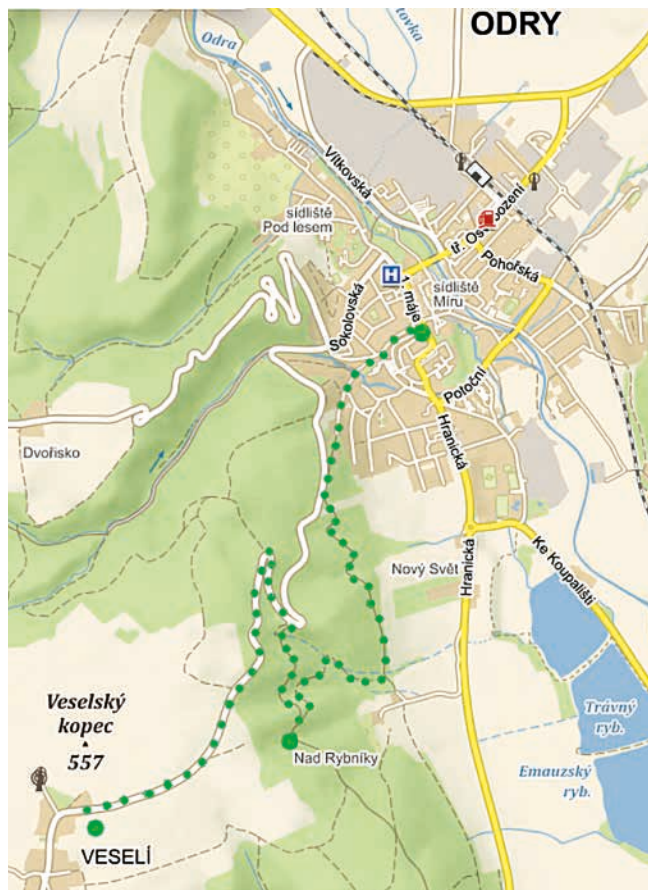 ODRY
Odra
Vítkovská
sídliště
Pod lesem
tř. Osvobození
H
Pohořská
1. máje
sídliště
Míru
Sokolovská
Potoční
Hranická
Dvořisko
Nový Svět
Hranická
Ke Koupališti
Veselský
kopec
557
Trávný
ryb.
Nad Rybníky
Emauzský
ryb.
VESELÍ